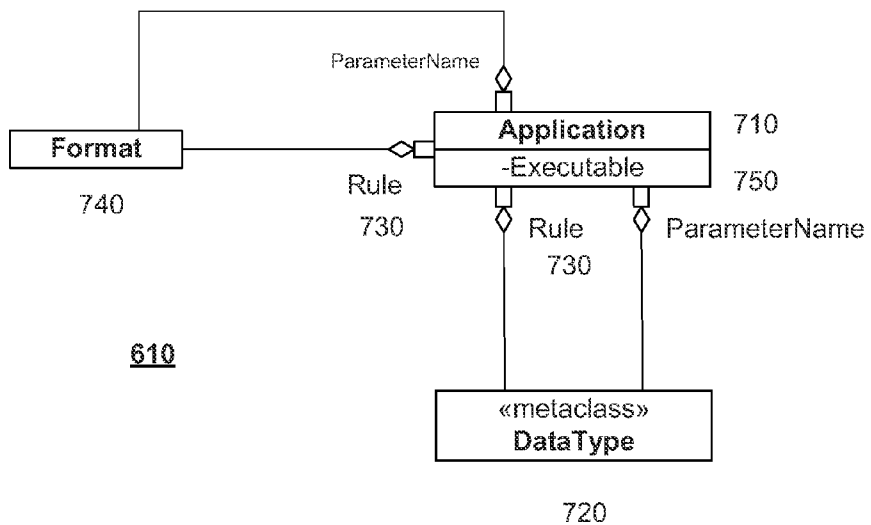 ParameterName
Application
710
Format
-Executable
750
Rule
740
730
Rule
ParameterName
730
610
«metaclass»
DataType
720